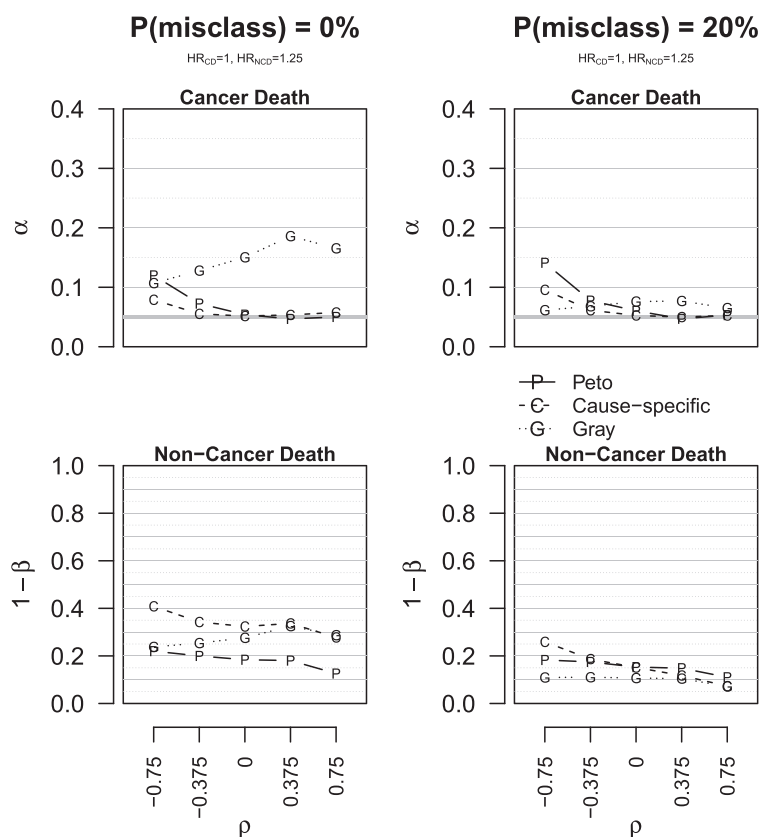 P(misclass) = 0%
P(misclass) = 20%
HR_CD=1, HR_NCD=1.25
HR_CD=1, HR_NCD=1.25
Cancer Death
Cancer Death
0.4
0.3
0.2
0.1
0.0
α
P P P P P
C C C C C
G G G G G
0.4
0.3
0.2
0.1
0.0
α
P P P P P
C C C C C
G G G G G
P Peto
C Cause−specific
G Gray
Non−Cancer Death
Non−Cancer Death
1.0
0.8
0.6
0.4
0.2
0.0
1 − β
C C C C C
G G G G G
P P P P P
1.0
0.8
0.6
0.4
0.2
0.0
1 − β
C C C C C
P P P P P
G G G G G
−0.75
−0.375
0
0.375
0.75
ρ
−0.75
−0.375
0
0.375
0.75
ρ